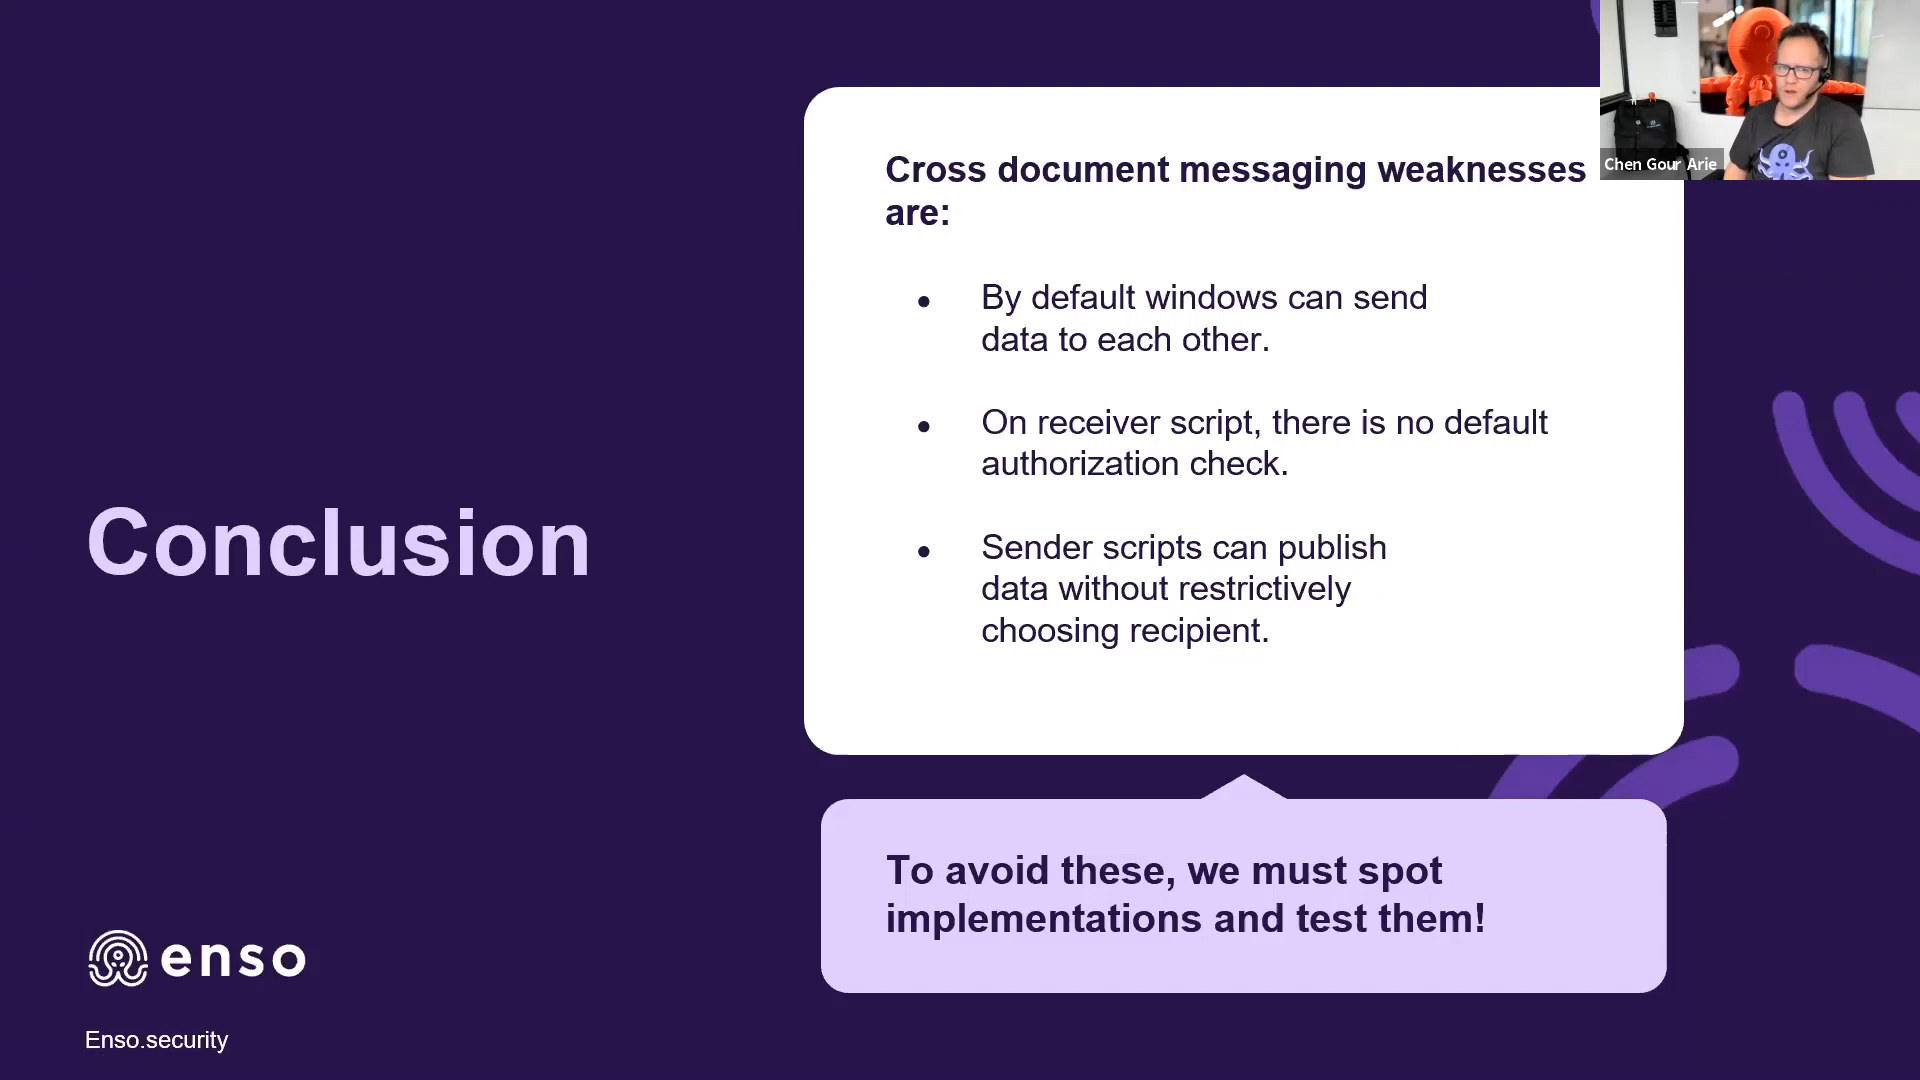 Chen Gour Arie
Cross document messaging weaknesses
are:
● By default windows can send
data to each other.
● On receiver script, there is no default
authorization check.
● Sender scripts can publish
data without restrictively
choosing recipient.
Conclusion
To avoid these, we must spot
implementations and test them!
enso
Enso.security